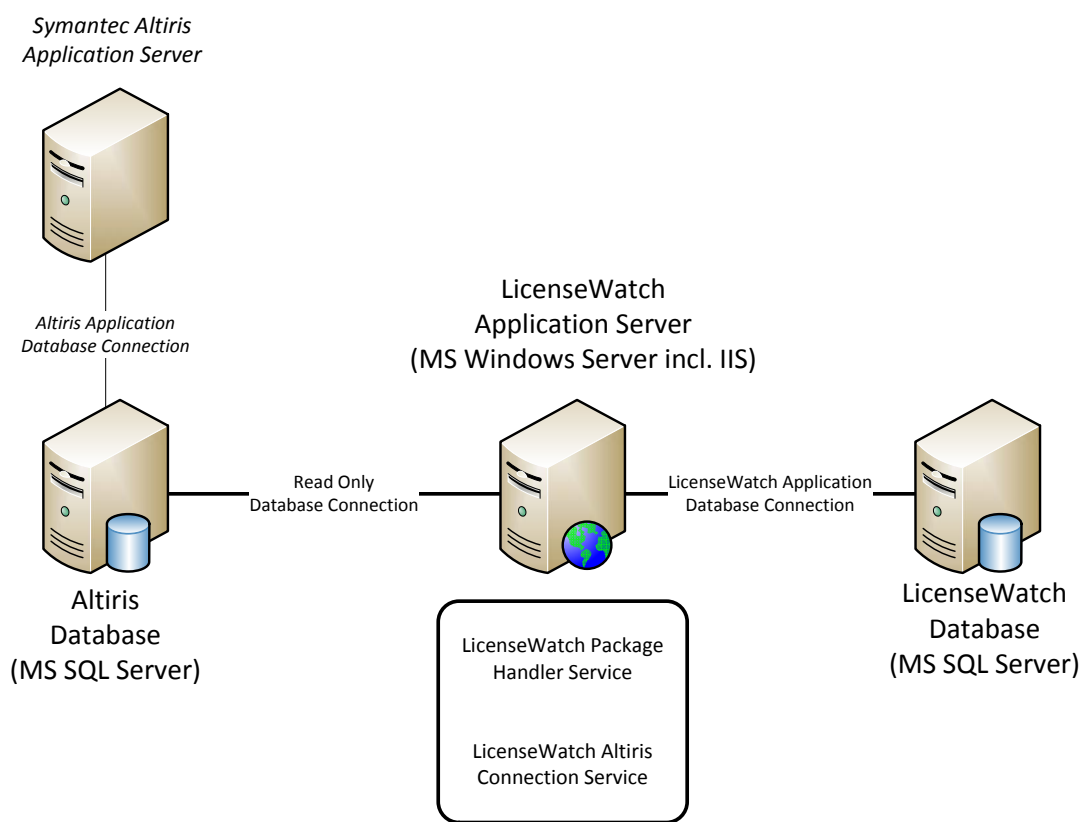 Symantec Altiris
Application Server
Altiris Application
Database Connection
LicenseWatch
Application Server
(MS Windows Server incl. IIS)
Read Only
Database Connection
LicenseWatch Application
Database Connection
Altiris
Database
(MS SQL Server)
LicenseWatch Package
Handler Service
LicenseWatch Altiris
Connection Service
LicenseWatch
Database
(MS SQL Server)